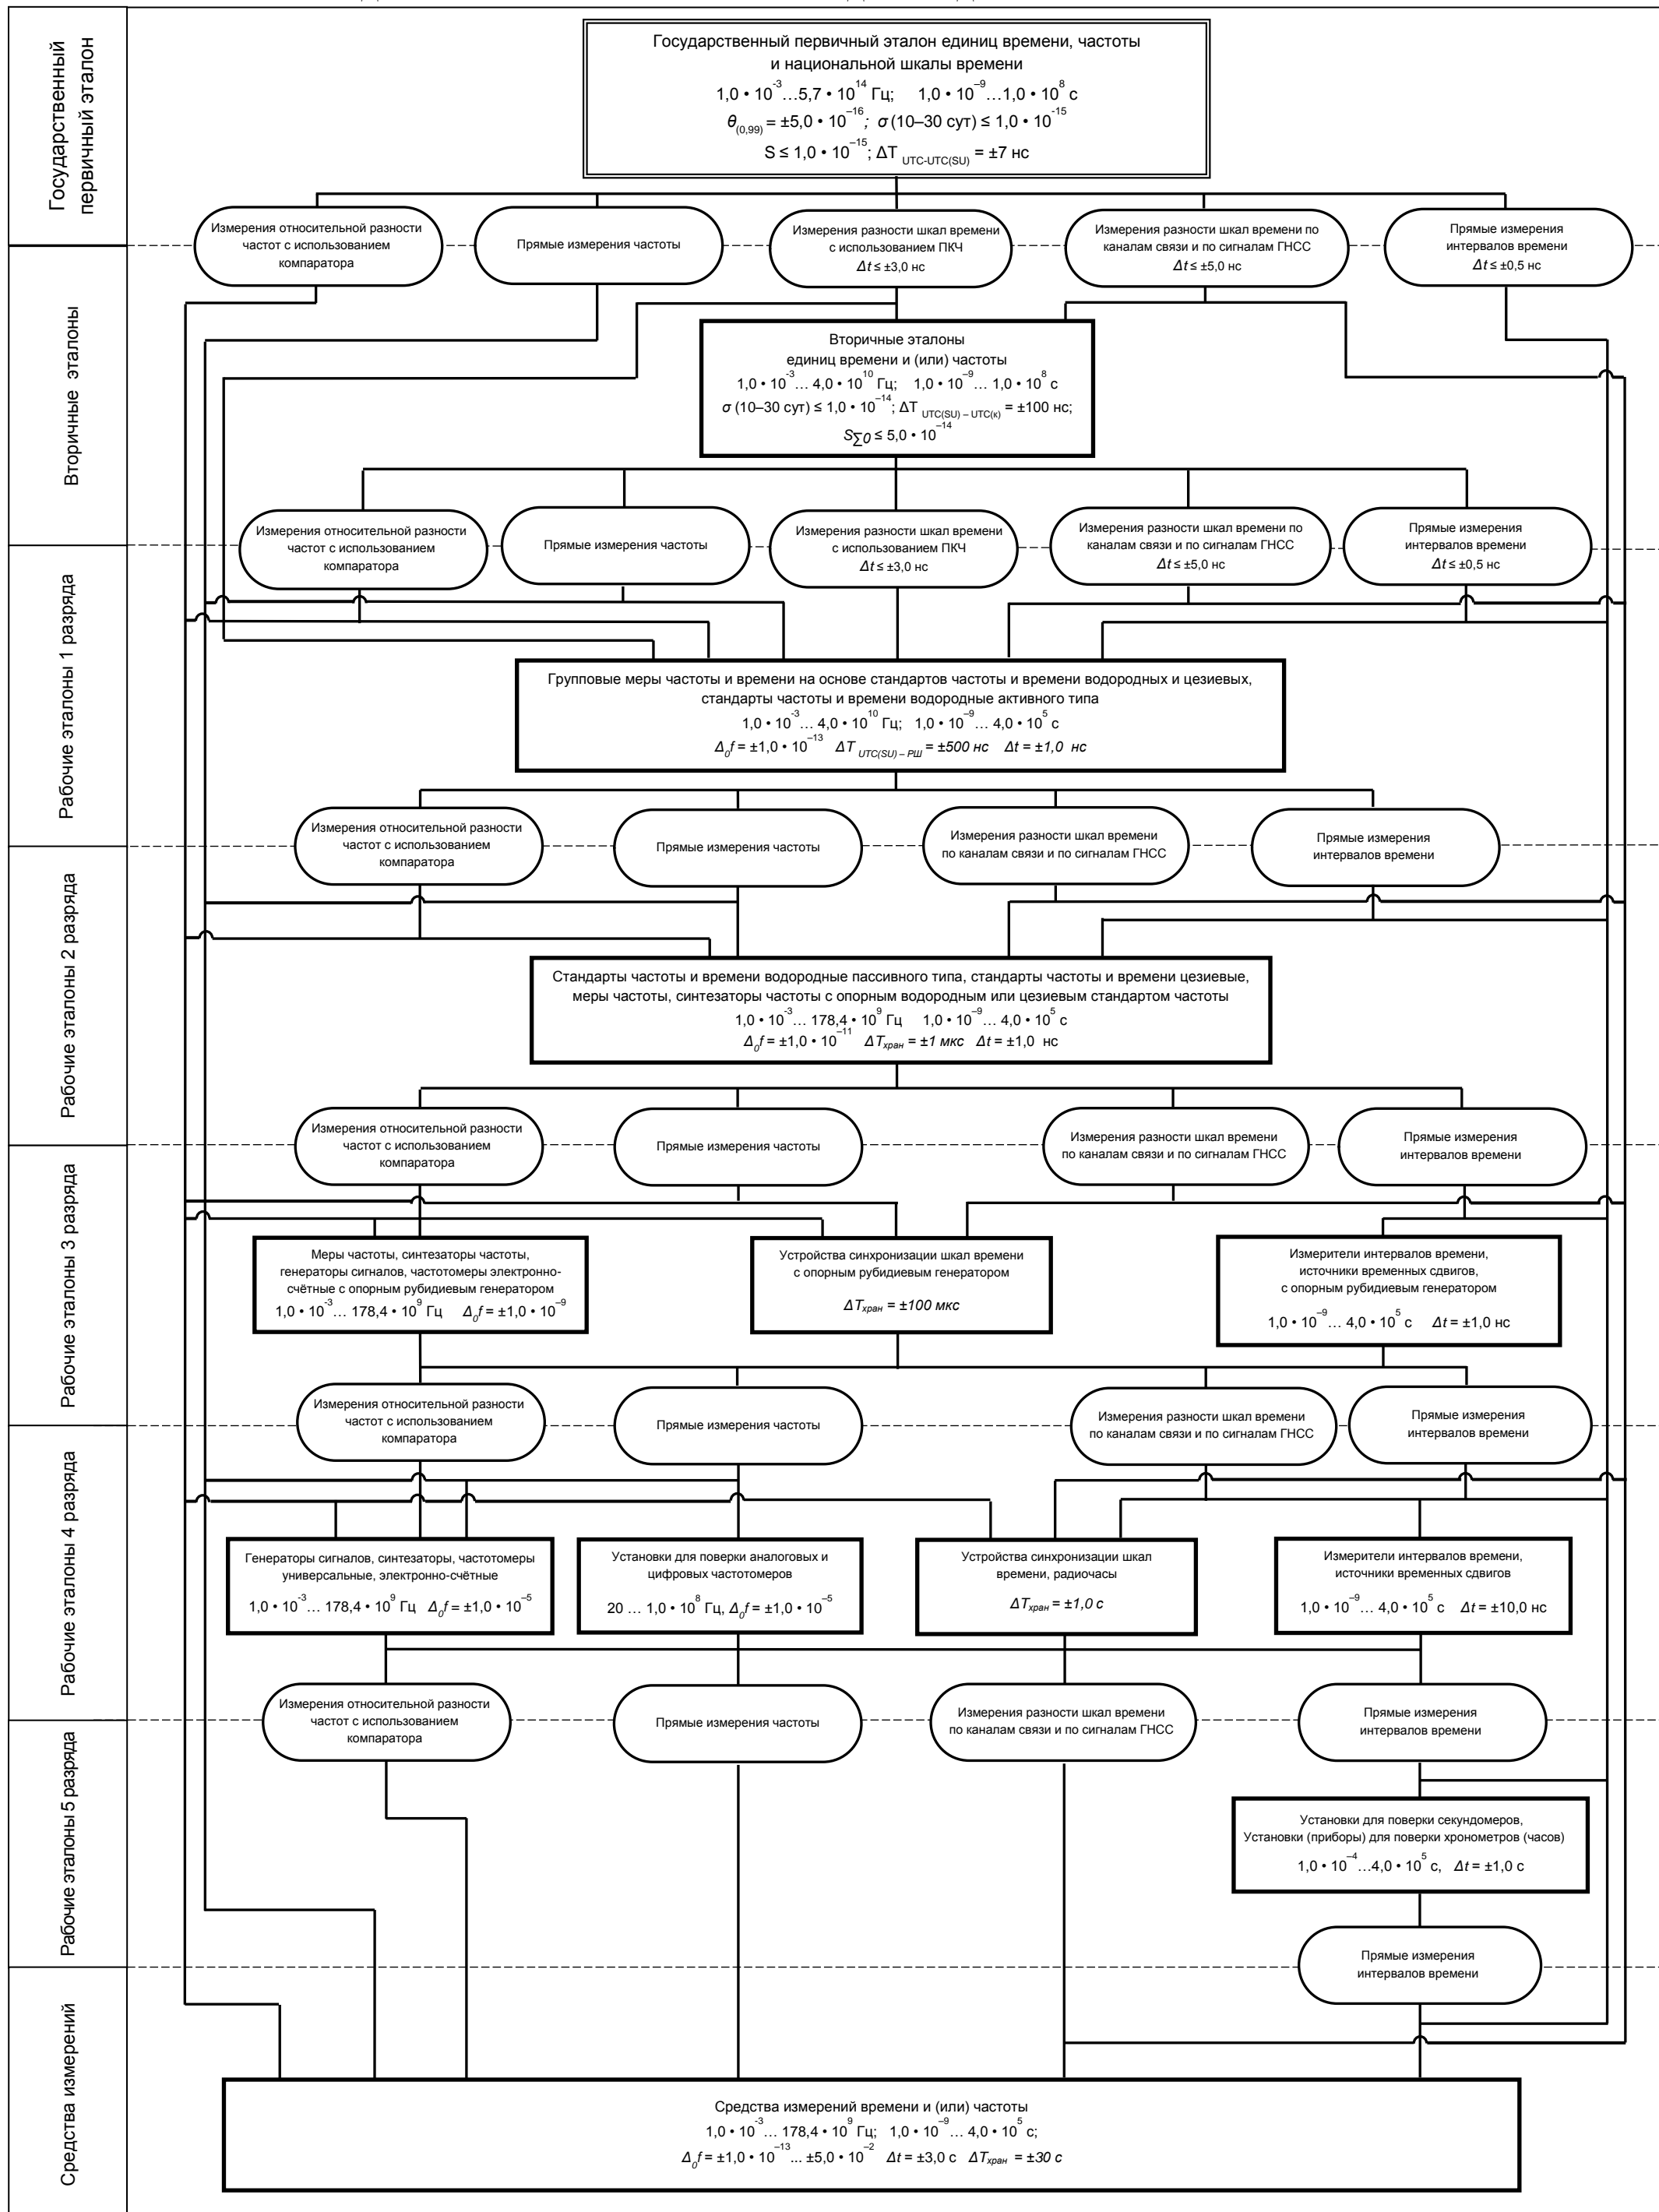 Государственный
первичный эталон
Государственный первичный эталон единиц времени, частоты
и национальной шкалы времени
1,0 • 10⁻³…5,7 • 10¹⁴ Гц; 1,0 • 10⁻⁹…1,0 • 10⁸ с
θ(0,99) = ±5,0 • 10⁻¹⁶; σ (10–30 сут) ≤ 1,0 • 10⁻¹⁵
S ≤ 1,0 • 10⁻¹⁵; ΔT UTC-UTC(SU) = ±7 нс
Измерения относительной разности
частот с использованием
компаратора
Прямые измерения частоты
Измерения разности шкал времени
с использованием ПКЧ
Δt ≤ ±3,0 нс
Измерения разности шкал времени по
каналам связи и по сигналам ГНСС
Δt ≤ ±5,0 нс
Прямые измерения
интервалов времени
Δt ≤ ±0,5 нс
Вторичные эталоны
Вторичные эталоны
единиц времени и (или) частоты
1,0 • 10⁻³… 4,0 • 10¹⁰ Гц; 1,0 • 10⁻⁹… 1,0 • 10⁸ с
σ (10–30 сут) ≤ 1,0 • 10⁻¹⁴; ΔT UTC(SU) – UTC(к) = ±100 нс;
S∑0 ≤ 5,0 • 10⁻¹⁴
Измерения относительной разности
частот с использованием
компаратора
Прямые измерения частоты
Измерения разности шкал времени
с использованием ПКЧ
Δt ≤ ±3,0 нс
Измерения разности шкал времени по
каналам связи и по сигналам ГНСС
Δt ≤ ±5,0 нс
Прямые измерения
интервалов времени
Δt ≤ ±0,5 нс
Рабочие эталоны 1 разряда
Групповые меры частоты и времени на основе стандартов частоты и времени водородных и цезиевых,
стандарты частоты и времени водородные активного типа
1,0 • 10⁻³… 4,0 • 10¹⁰ Гц; 1,0 • 10⁻⁹… 4,0 • 10⁵ с
Δ₀f = ±1,0 • 10⁻¹³ ΔT UTC(SU) – РШ = ±500 нс Δt = ±1,0 нс
Измерения относительной разности
частот с использованием
компаратора
Прямые измерения частоты
Измерения разности шкал времени
по каналам связи и по сигналам ГНСС
Прямые измерения
интервалов времени
Рабочие эталоны 2 разряда
Стандарты частоты и времени водородные пассивного типа, стандарты частоты и времени цезиевые,
меры частоты, синтезаторы частоты с опорным водородным или цезиевым стандартом частоты
1,0 • 10⁻³… 178,4 • 10⁹ Гц 1,0 • 10⁻⁹… 4,0 • 10⁵ с
Δ₀f = ±1,0 • 10⁻¹¹ ΔTхран = ±1 мкс Δt = ±1,0 нс
Измерения относительной разности
частот с использованием
компаратора
Прямые измерения частоты
Измерения разности шкал времени
по каналам связи и по сигналам ГНСС
Прямые измерения
интервалов времени
Рабочие эталоны 3 разряда
Меры частоты, синтезаторы частоты,
генераторы сигналов, частотомеры электронно-
счётные с опорным рубидиевым генератором
1,0 • 10⁻³… 178,4 • 10⁹ Гц Δ₀f = ±1,0 • 10⁻⁹
Устройства синхронизации шкал времени
с опорным рубидиевым генератором
ΔTхран = ±100 мкс
Измерители интервалов времени,
источники временных сдвигов,
с опорным рубидиевым генератором
1,0 • 10⁻⁹… 4,0 • 10⁵ с Δt = ±1,0 нс
Измерения относительной разности
частот с использованием
компаратора
Прямые измерения частоты
Измерения разности шкал времени
по каналам связи и по сигналам ГНСС
Прямые измерения
интервалов времени
Рабочие эталоны 4 разряда
Генераторы сигналов, синтезаторы, частотомеры
универсальные, электронно-счётные
1,0 • 10⁻³… 178,4 • 10⁹ Гц Δ₀f = ±1,0 • 10⁻⁵
Установки для поверки аналоговых и
цифровых частотомеров
20 … 1,0 • 10⁸ Гц, Δ₀f = ±1,0 • 10⁻⁵
Устройства синхронизации шкал
времени, радиочасы
ΔTхран = ±1,0 с
Измерители интервалов времени,
источники временных сдвигов
1,0 • 10⁻⁹… 4,0 • 10⁵ с Δt = ±10,0 нс
Измерения относительной разности
частот с использованием
компаратора
Прямые измерения частоты
Измерения разности шкал времени
по каналам связи и по сигналам ГНСС
Прямые измерения
интервалов времени
Рабочие эталоны 5 разряда
Установки для поверки секундомеров,
Установки (приборы) для поверки хронометров (часов)
1,0 • 10⁻⁴…4,0 • 10⁵ с, Δt = ±1,0 с
Прямые измерения
интервалов времени
Средства измерений
Средства измерений времени и (или) частоты
1,0 • 10⁻³ … 178,4 • 10⁹ Гц; 1,0 • 10⁻⁹… 4,0 • 10⁵ с;
Δ₀f = ±1,0 • 10⁻¹³ ... ±5,0 • 10⁻² Δt = ±3,0 с ΔTхран = ±30 с